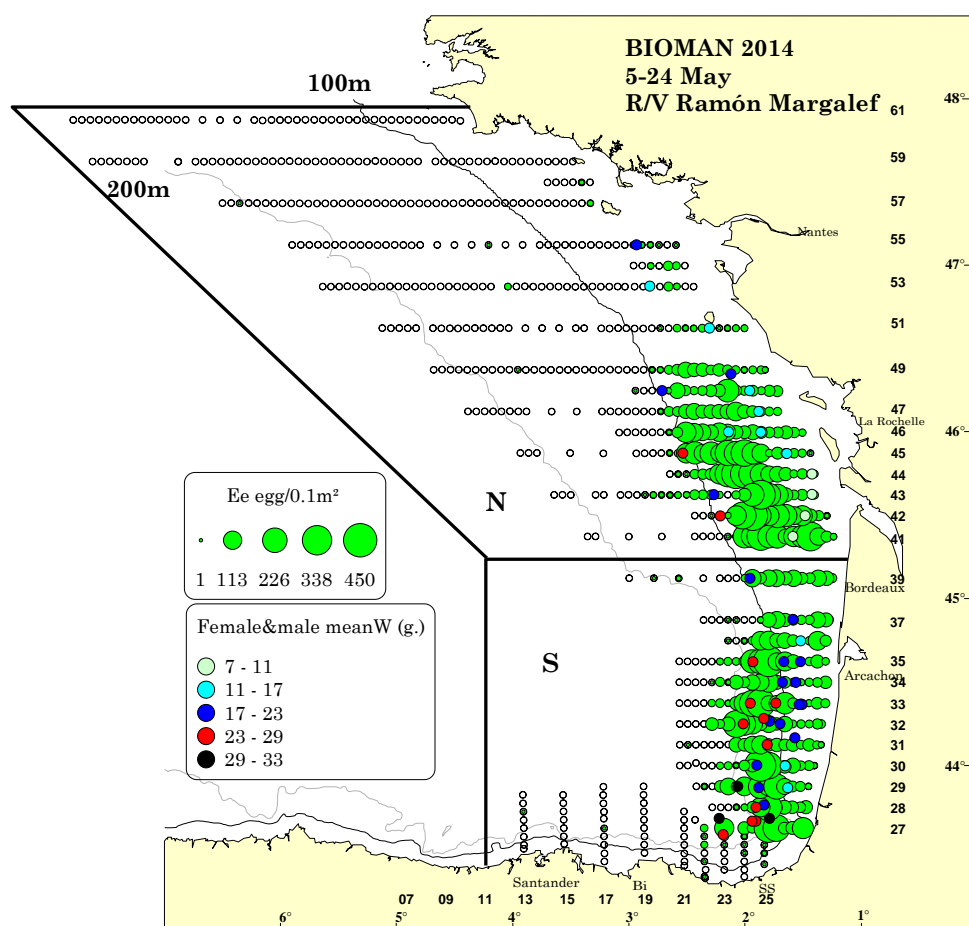 BIOMAN 2014
5-24 May
R/V Ramón Margalef
100m
48°
61
59
200m
57
Nantes
55
47°
53
51
49
47
La Rochelle
46
46°
45
44
Ee egg/0.1m²
N
43
42
41
1 113 226 338 450
39
Bordeaux
45°
37
Female&male meanW (g.)
S
35
7 - 11
Arcachon
34
11 - 17
33
17 - 23
32
23 - 29
31
29 - 33
30
44°
29
28
27
Santander
Bi
SS
07 09 11 13 15 17 19 21 23 25
6° 5° 4° 3° 2° 1°